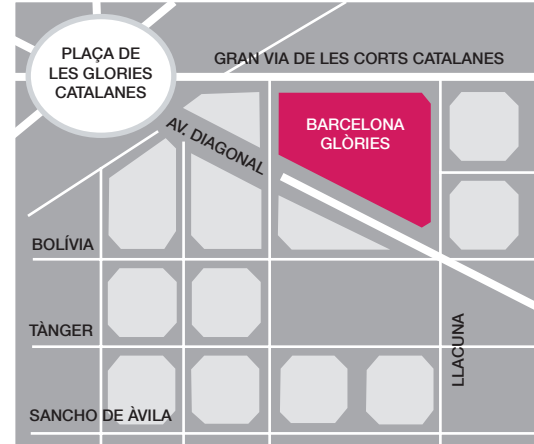 PLAÇA DE
LES GLORIES
CATALANES
GRAN VIA DE LES CORTS CATALANES
AV. DIAGONAL
BARCELONA
GLÒRIES
BOLÍVIA
TÀNGER
LLACUNA
SANCHO DE ÀVILA